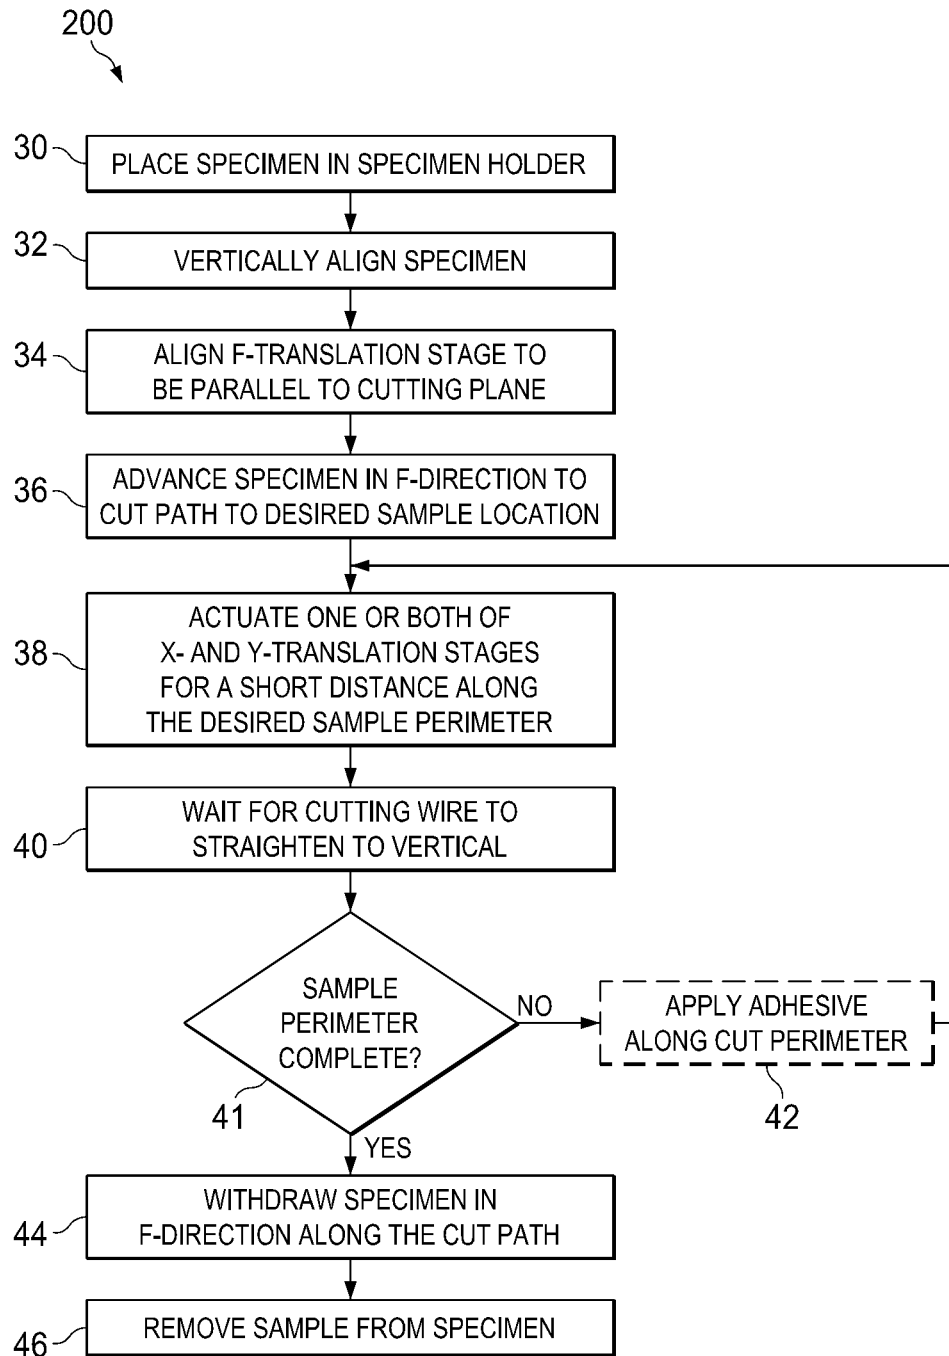 200
30
PLACE SPECIMEN IN SPECIMEN HOLDER
32
VERTICALLY ALIGN SPECIMEN
34
ALIGN F-TRANSLATION STAGE TO
BE PARALLEL TO CUTTING PLANE
36
ADVANCE SPECIMEN IN F-DIRECTION TO
CUT PATH TO DESIRED SAMPLE LOCATION
38
ACTUATE ONE OR BOTH OF
X- AND Y-TRANSLATION STAGES
FOR A SHORT DISTANCE ALONG
THE DESIRED SAMPLE PERIMETER
40
WAIT FOR CUTTING WIRE TO
STRAIGHTEN TO VERTICAL
SAMPLE
PERIMETER
COMPLETE?
41
NO
APPLY ADHESIVE
ALONG CUT PERIMETER
42
YES
44
WITHDRAW SPECIMEN IN
F-DIRECTION ALONG THE CUT PATH
46
REMOVE SAMPLE FROM SPECIMEN